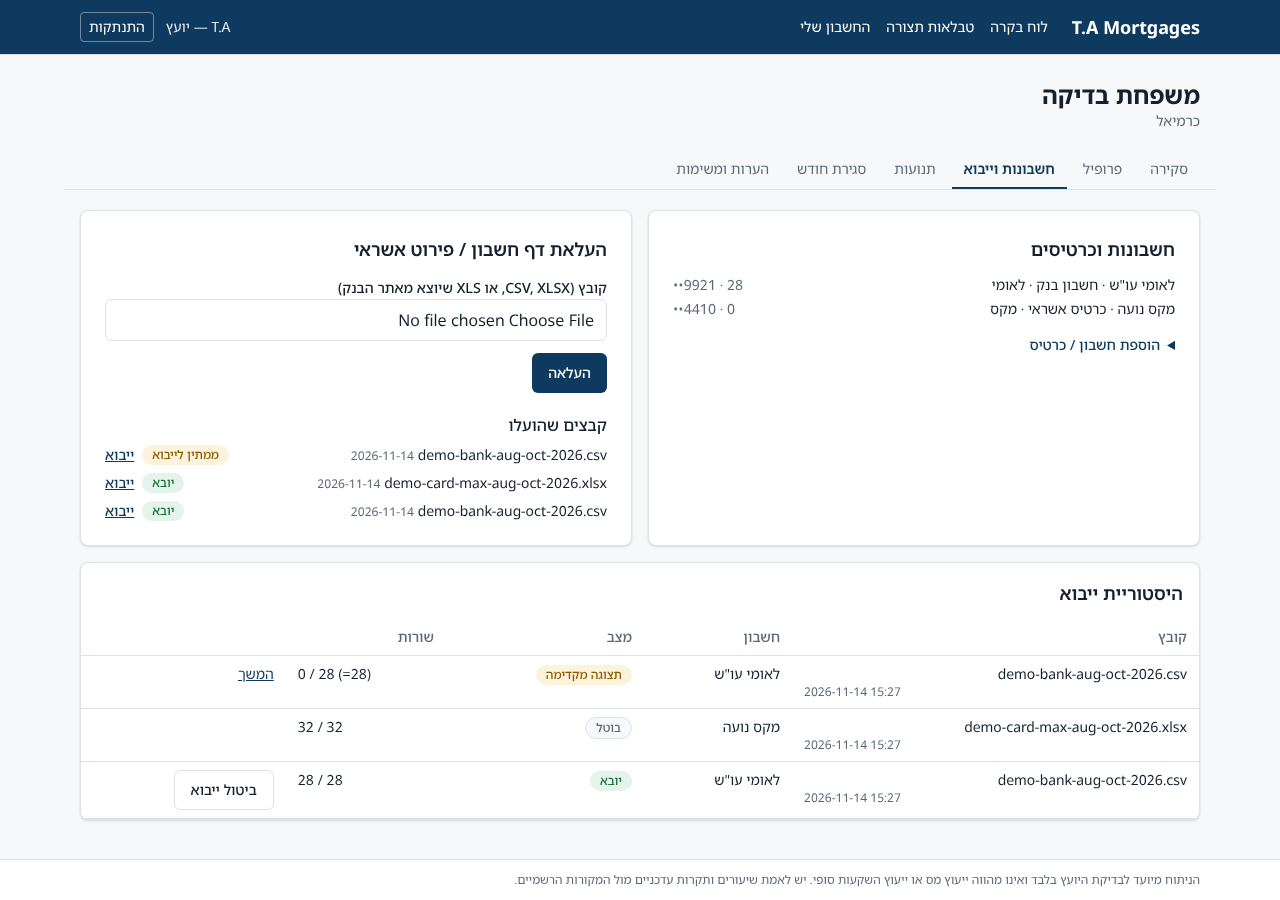 T.A Mortgages לוח בקרה טבלאות תצורה החשבון שלי T.A — יועץ התנתקות
משפחת בדיקה
כרמיאל
סקירה פרופיל חשבונות וייבוא תנועות סגירת חודש הערות ומשימות
חשבונות וכרטיסים
לאומי עו"ש · חשבון בנק · לאומי ••9921 · 28
מקס נועה · כרטיס אשראי · מקס ••4410 · 0
◀ הוספת חשבון / כרטיס
העלאת דף חשבון / פירוט אשראי
קובץ (CSV, XLSX, או XLS שיוצא מאתר הבנק)
Choose File No file chosen
העלאה
קבצים שהועלו
demo-bank-aug-oct-2026.csv 2026-11-14 ממתין לייבוא ייבוא
demo-card-max-aug-oct-2026.xlsx 2026-11-14 יובא ייבוא
demo-bank-aug-oct-2026.csv 2026-11-14 יובא ייבוא
היסטוריית ייבוא
קובץ חשבון מצב שורות
demo-bank-aug-oct-2026.csv לאומי עו"ש תצוגה מקדימה 0 / 28 (=28) המשך
2026-11-14 15:27
demo-card-max-aug-oct-2026.xlsx מקס נועה בוטל 32 / 32
2026-11-14 15:27
demo-bank-aug-oct-2026.csv לאומי עו"ש יובא 28 / 28 ביטול ייבוא
2026-11-14 15:27
הניתוח מיועד לבדיקת היועץ בלבד ואינו מהווה ייעוץ מס או ייעוץ השקעות סופי. יש לאמת שיעורים ותקרות עדכניים מול המקורות הרשמיים.